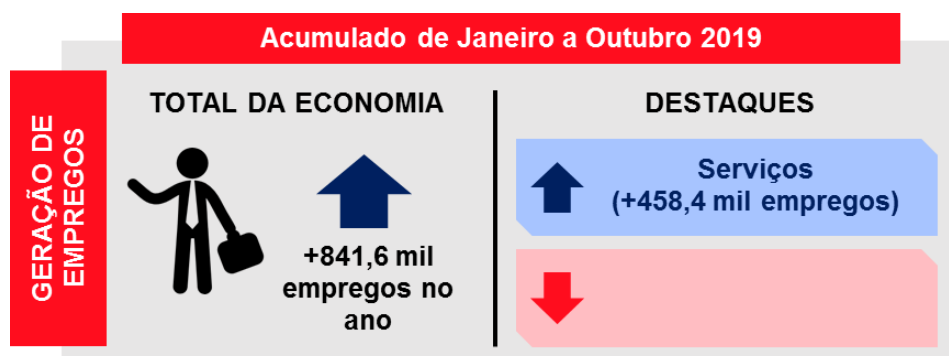 Acumulado de Janeiro a Outubro 2019
GERAÇÃO DE
EMPREGOS
TOTAL DA ECONOMIA
+841,6 mil
empregos no
ano
DESTAQUES
Serviços
(+458,4 mil empregos)